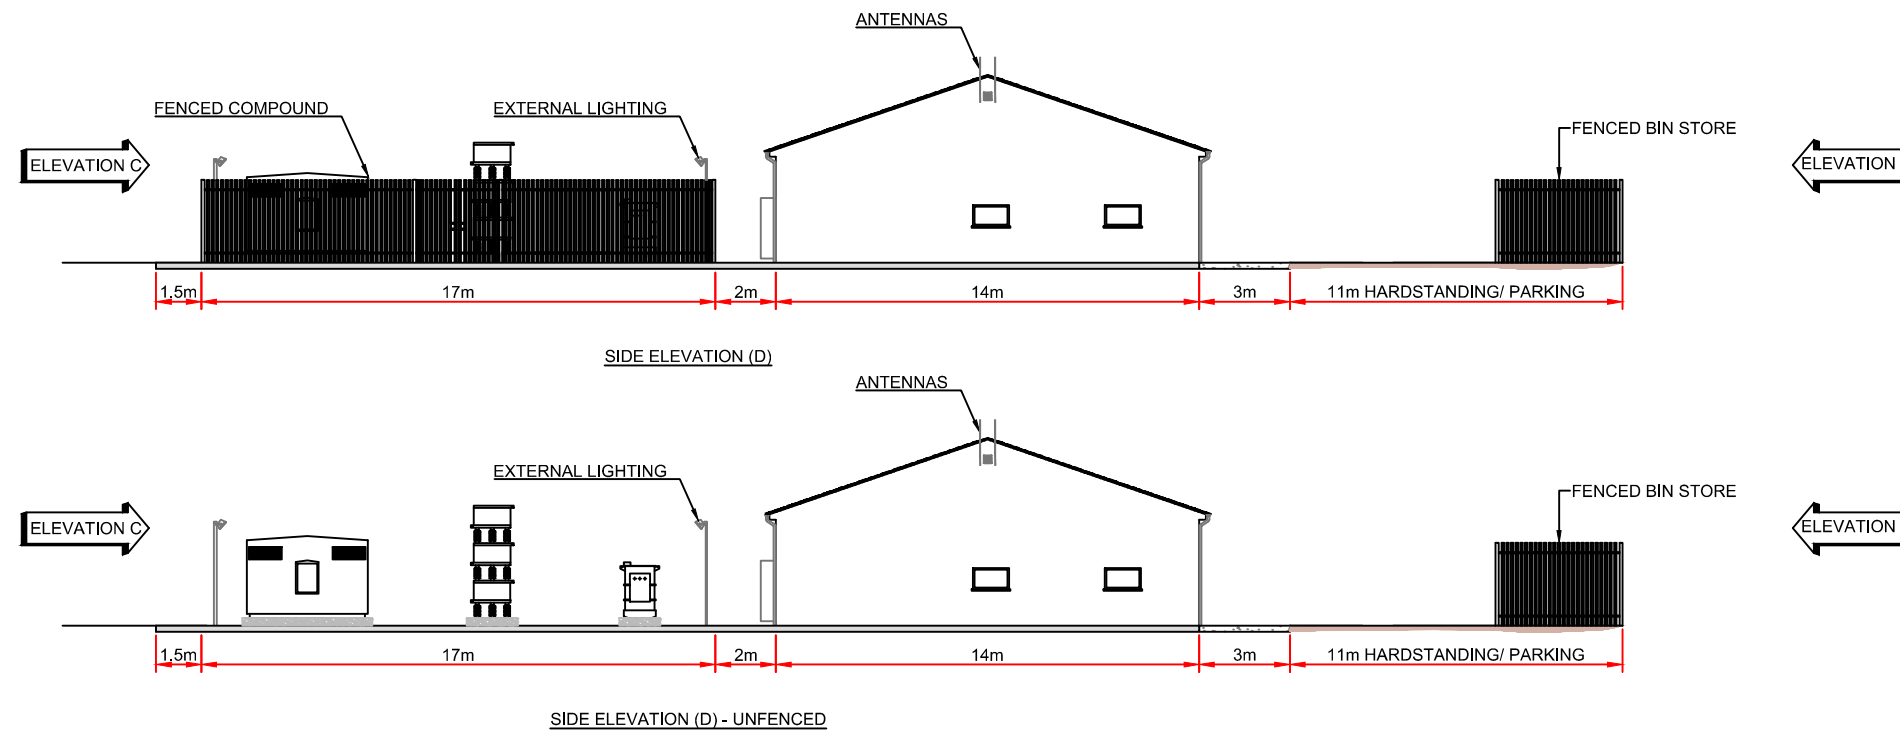 ANTENNAS
FENCED COMPOUND
EXTERNAL LIGHTING
FENCED BIN STORE
ELEVATION C
ELEVATION
1.5m
17m
2m
14m
3m
11m HARDSTANDING/ PARKING
SIDE ELEVATION (D)
ANTENNAS
EXTERNAL LIGHTING
FENCED BIN STORE
ELEVATION C
ELEVATION
1.5m
17m
2m
14m
3m
11m HARDSTANDING/ PARKING
SIDE ELEVATION (D) - UNFENCED